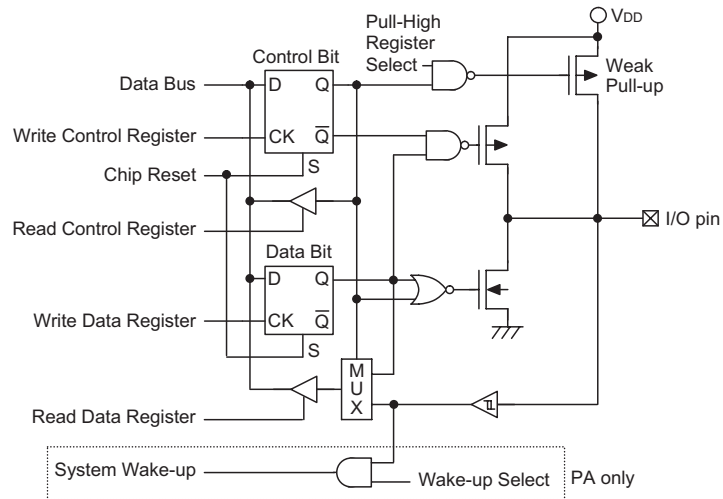 Pull-High
Register
Select
VDD
Control Bit
Weak
Pull-up
Data Bus
D
Q
Write Control Register
CK
Q
Chip Reset
S
Read Control Register
I/O pin
Data Bit
D
Q
Write Data Register
CK
Q
S
M
U
X
Read Data Register
System Wake-up
Wake-up Select
PA only